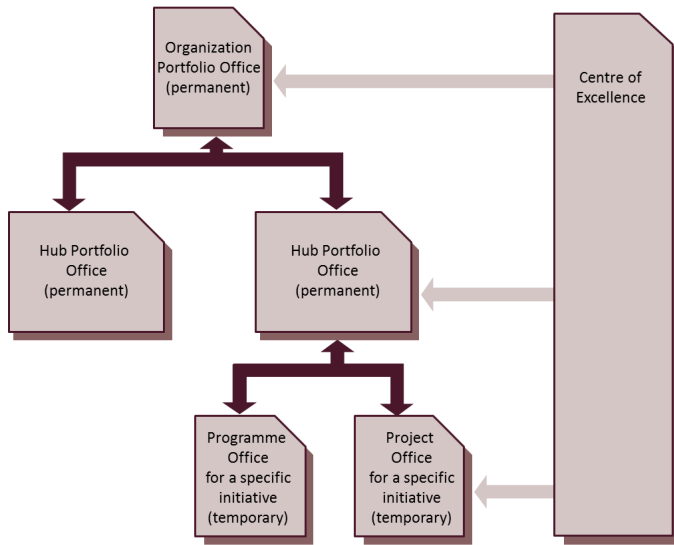 Organization
Portfolio Office
(permanent)
Centre of
Excellence
Hub Portfolio
Office
(permanent)
Hub Portfolio
Office
(permanent)
Programme
Office
for a specific
initiative
(temporary)
Project
Office
for a specific
initiative
(temporary)